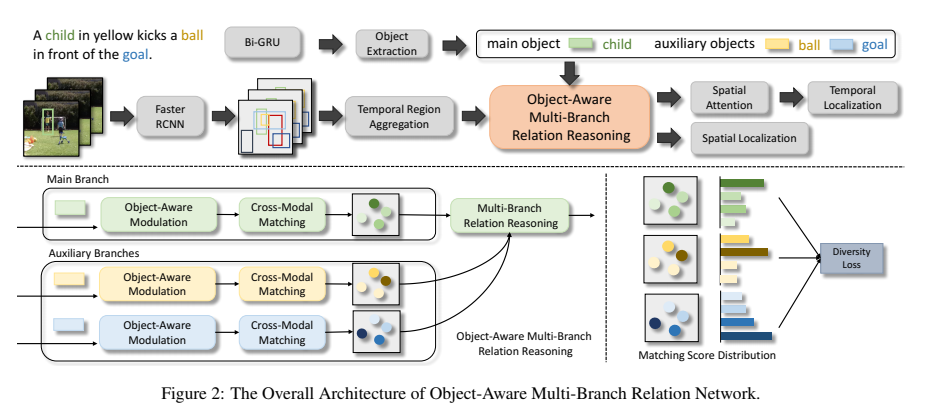 A child in yellow kicks a ball
in front of the goal.
Bi-GRU
Object
Extraction
main object child auxiliary objects ball goal
Faster
RCNN
Temporal Region
Aggregation
Object-Aware
Multi-Branch
Relation Reasoning
Spatial
Attention
Temporal
Localization
Spatial Localization
Main Branch
Object-Aware
Modulation
Cross-Modal
Matching
Multi-Branch
Relation Reasoning
Auxiliary Branches
Object-Aware
Modulation
Cross-Modal
Matching
Object-Aware
Modulation
Cross-Modal
Matching
Object-Aware Multi-Branch
Relation Reasoning
Diversity
Loss
Matching Score Distribution
Figure 2: The Overall Architecture of Object-Aware Multi-Branch Relation Network.